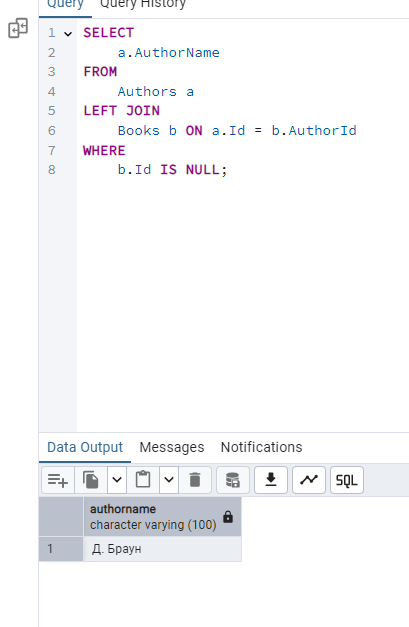 Query Query History
1 SELECT
2 a.AuthorName
3 FROM
4 Authors a
5 LEFT JOIN
6 Books b ON a.Id = b.AuthorId
7 WHERE
8 b.Id IS NULL;
Data Output Messages Notifications
SQL
authorname
character varying (100)
1 Д. Браун